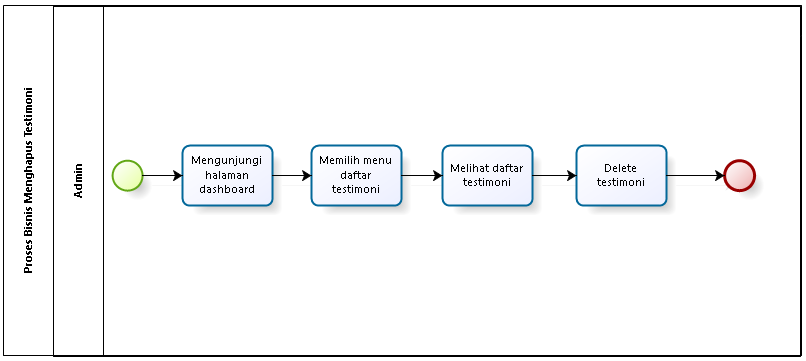 Proses Bisnis Menghapus Testimoni
Admin
Mengunjungi
halaman
dashboard
Memilih menu
daftar
testimoni
Melihat daftar
testimoni
Delete
testimoni